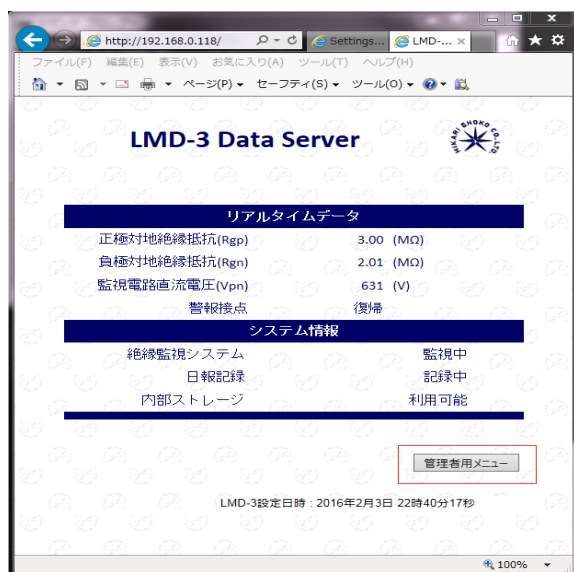 http://192.168.0.118/ Settings... LMD-... ×
ファイル(F) 編集(E) 表示(V) お気に入り(A) ツール(T) ヘルプ(H)
ページ(P) セーフティ(S) ツール(O)
LMD-3 Data Server
HIKARI SHOKO CO.,LTD
リアルタイムデータ
正極対地絶縁抵抗(Rgp) 3.00 (MΩ)
負極対地絶縁抵抗(Rgn) 2.01 (MΩ)
監視電路直流電圧(Vpn) 631 (V)
警報接点 復帰
システム情報
絶縁監視システム 監視中
日報記録 記録中
内部ストレージ 利用可能
管理者用メニュー
LMD-3設定日時 : 2016年2月3日 22時40分17秒
100%